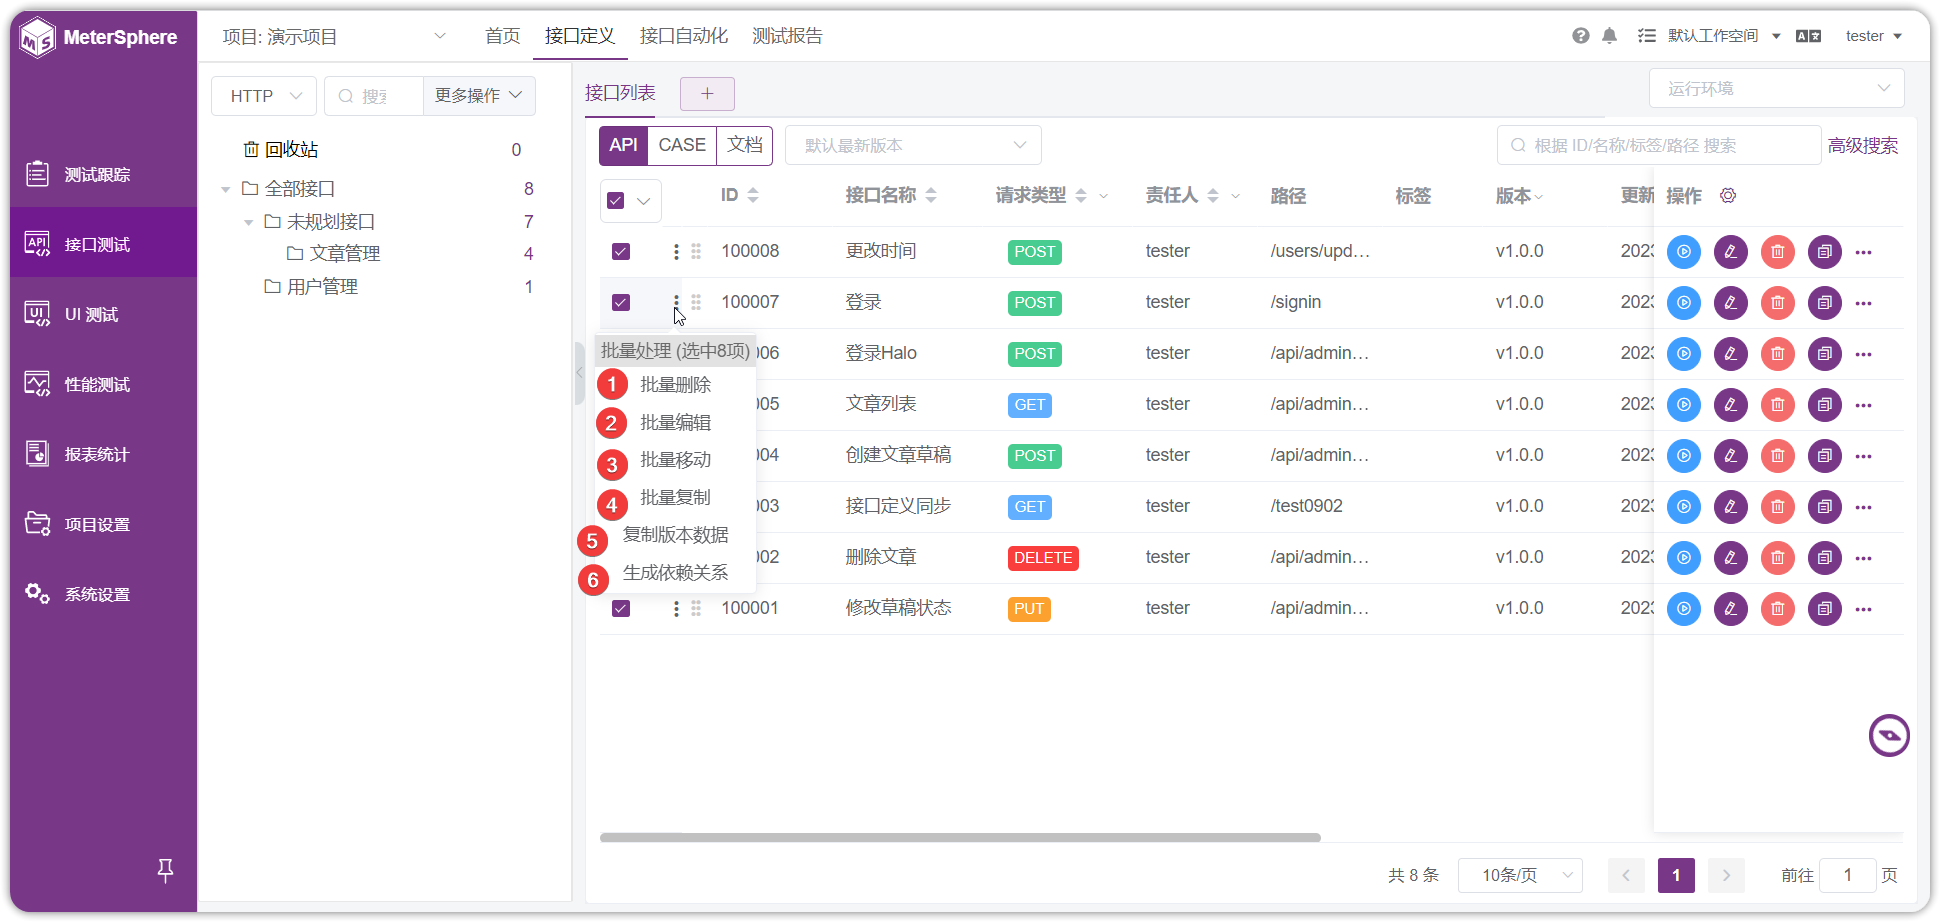 MeterSphere
项目: 演示项目
首页 接口定义 接口自动化 测试报告
默认工作空间
tester
测试跟踪
接口测试
UI 测试
性能测试
报表统计
项目设置
系统设置
HTTP
更多操作
回收站 0
全部接口 8
未规划接口 7
文章管理 4
用户管理 1
接口列表 +
运行环境
API CASE 文档
默认最新版本
根据 ID/名称/标签/路径 搜索
高级搜索
ID 接口名称 请求类型 责任人 路径 标签 版本 更新 操作
100008 更改时间 POST tester /users/upd… v1.0.0 2023
100007 登录 POST tester /signin v1.0.0 2023
06 登录Halo POST tester /api/admin… v1.0.0 2023
05 文章列表 GET tester /api/admin… v1.0.0 2023
04 创建文章草稿 POST tester /api/admin… v1.0.0 2023
03 接口定义同步 GET tester /test0902 v1.0.0 2023
02 删除文章 DELETE tester /api/admin… v1.0.0 2023
100001 修改草稿状态 PUT tester /api/admin… v1.0.0 2023
批量处理 (选中8项)
1 批量删除
2 批量编辑
3 批量移动
4 批量复制
5 复制版本数据
6 生成依赖关系
共 8 条 10条/页 1 前往 1 页